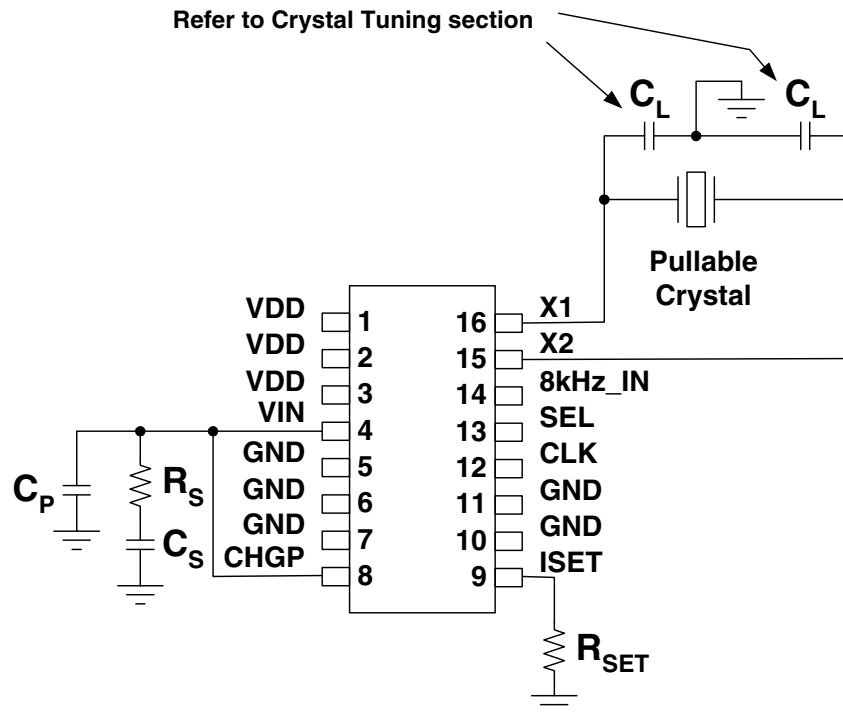 Refer to Crystal Tuning section
CL CL
Pullable
Crystal
VDD 1 16 X1
VDD 2 15 X2
VDD 3 14 8kHz_IN
VIN 4 13 SEL
GND 5 12 CLK
GND 6 11 GND
GND 7 10 GND
CHGP 8 9 ISET
CP RS
CS
RSET